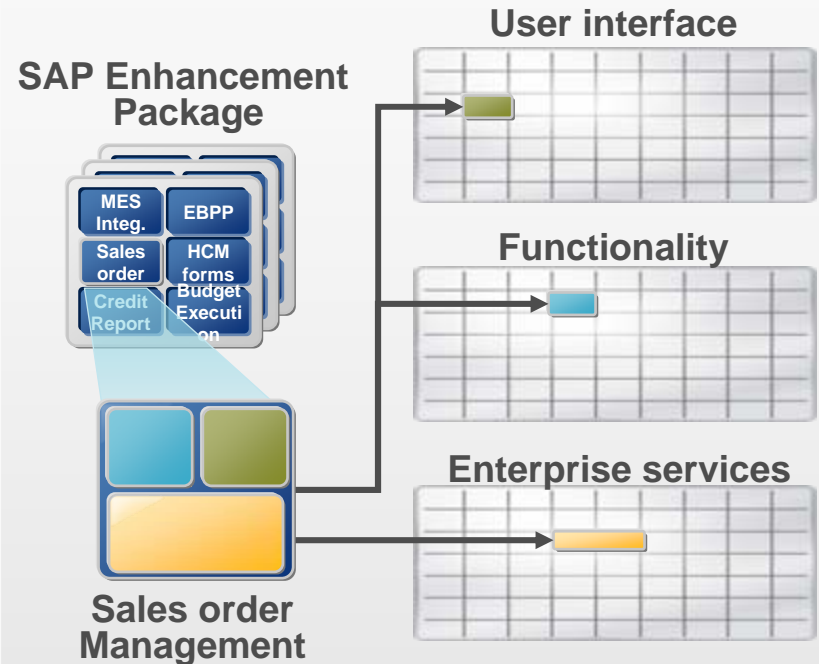 User interface
SAP Enhancement
Package
MES
Integ.
EBPP
Sales
order
HCM
forms
Credit
Report
Budget
Executi
on
Functionality
Enterprise services
Sales order
Management